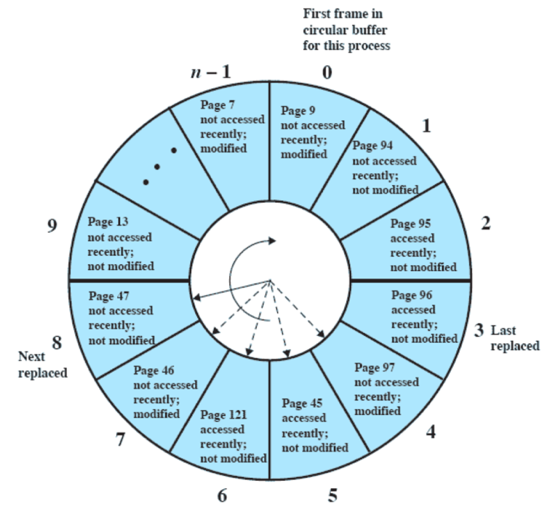 First frame in
circular buffer
for this process
n – 1
0
Page 7
not accessed
recently;
modified
Page 9
not accessed
recently;
modified
1
Page 94
not accessed
recently;
not modified
2
Page 95
accessed
recently;
not modified
3 Last
replaced
Page 96
accessed
recently;
not modified
4
Page 97
not accessed
recently;
modified
5
Page 45
accessed
recently;
not modified
6
Page 121
accessed
recently;
not modified
7
Page 46
not accessed
recently;
modified
8
Next
replaced
Page 47
not accessed
recently;
not modified
9
Page 13
not accessed
recently;
not modified